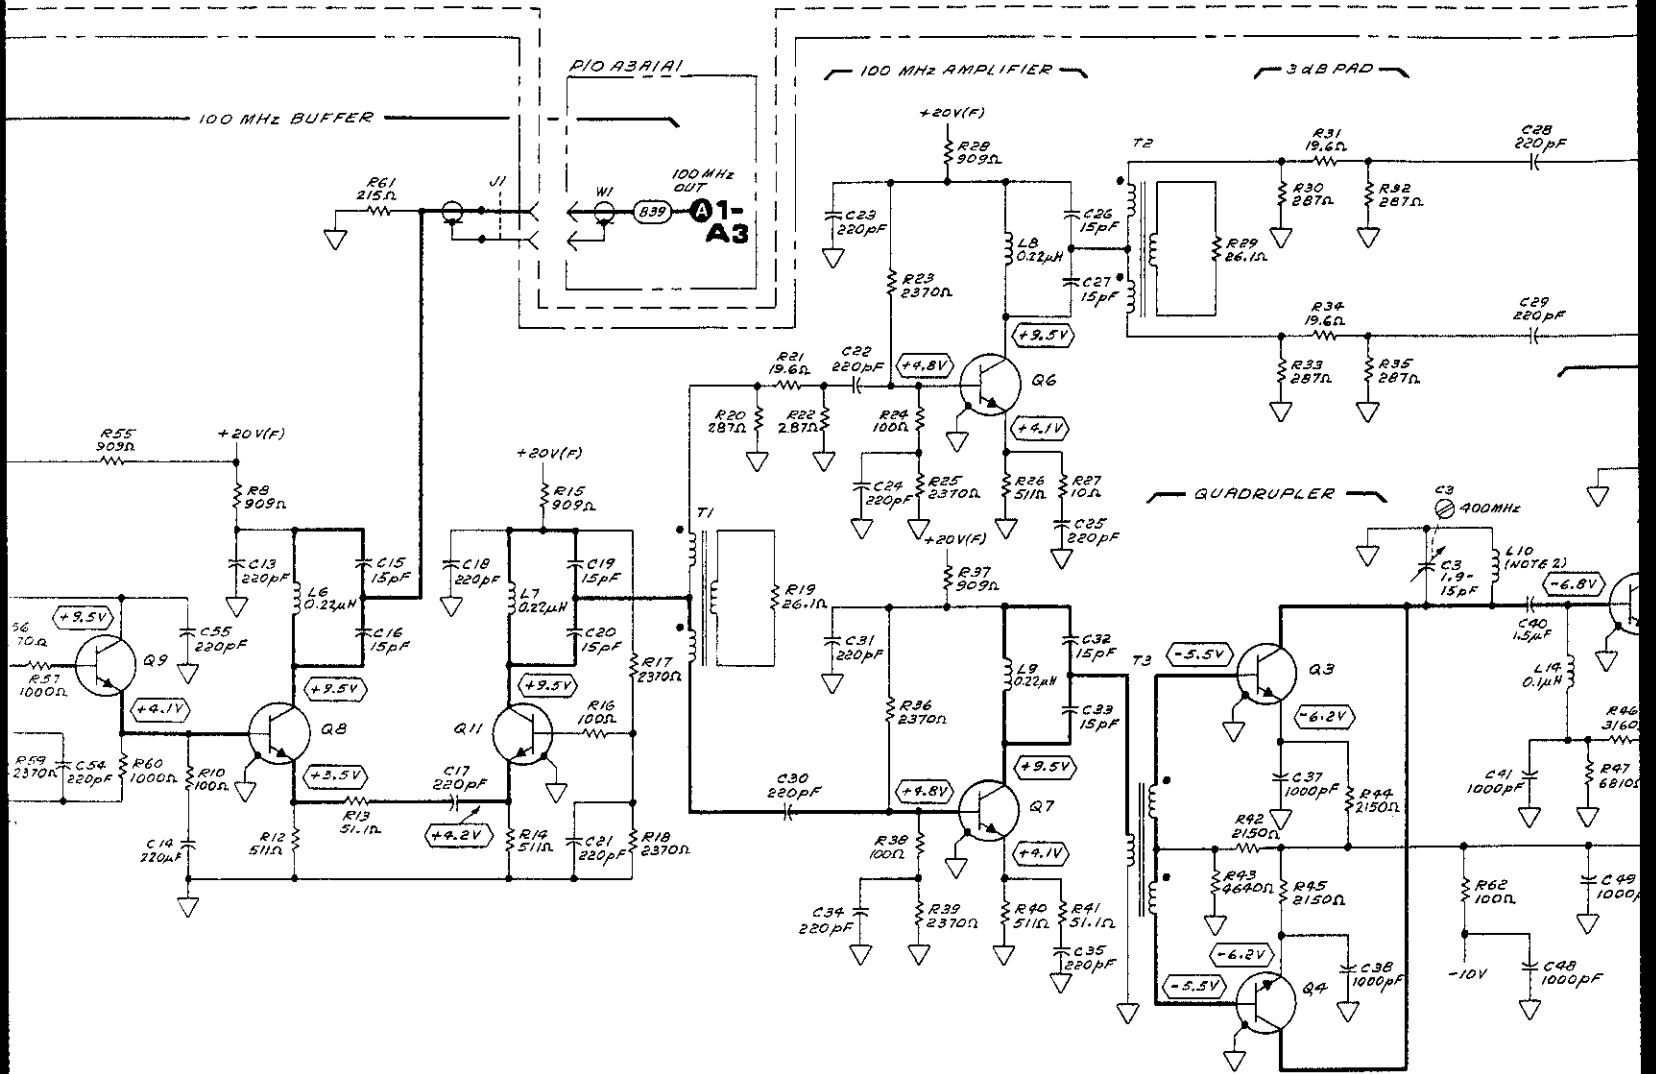 P/O A3A1A1
100 MHz AMPLIFIER
3 dB PAD
100 MHz BUFFER
+20V(F)
R28
909Ω
T2
R31
19.6Ω
C28
220pF
R61
215Ω
J1
W1
839
100 MHz
OUT
A 1-
A3
C23
220pF
C26
15pF
R30
287Ω
R32
287Ω
L8
0.22µH
R29
26.1Ω
R23
2370Ω
C27
15pF
R34
19.6Ω
C29
220pF
+9.5V
R21
19.6Ω
C22
220pF
+4.8V
Q6
R33
287Ω
R35
287Ω
R20
287Ω
R22
287Ω
R24
100Ω
+4.1V
R55
909Ω
+20V(F)
+20V(F)
R8
909Ω
R15
909Ω
C24
220pF
R25
2370Ω
R26
511Ω
R27
10Ω
QUADRUPLER
C3
400MHz
T1
C25
220pF
+20V(F)
C13
220pF
C15
15pF
L6
0.22µH
C18
220pF
C19
15pF
L7
0.22µH
R19
26.1Ω
R37
909Ω
C3
1.9-
15pF
L10
(NOTE 2)
-6.8V
+9.5V
56
70Ω
C55
220pF
C16
15pF
C20
15pF
C31
220pF
C32
15pF
C40
1.5µF
Q9
R57
1000Ω
+9.5V
+9.5V
R17
2370Ω
L9
0.22µH
T3
-5.5V
Q3
L14
0.1µH
+4.1V
Q8
Q11
R16
100Ω
R36
2370Ω
C33
15pF
-6.2V
R46
3160
R59
2370Ω
C54
220pF
R60
1000Ω
R10
100Ω
+3.5V
C17
220pF
C30
220pF
+9.5V
+4.8V
Q7
C37
1000pF
R44
2150Ω
C41
1000pF
R47
6810
R13
51.1Ω
+4.2V
C14
220µF
R12
511Ω
R14
511Ω
C21
220pF
R18
2370Ω
R38
100Ω
+4.1V
R42
2150Ω
R43
4640Ω
R45
2150Ω
R62
100Ω
C49
1000p
C34
220pF
R39
2370Ω
R40
511Ω
R41
51.1Ω
C35
220pF
-6.2V
-5.5V
Q4
C38
1000pF
-10V
C48
1000pF